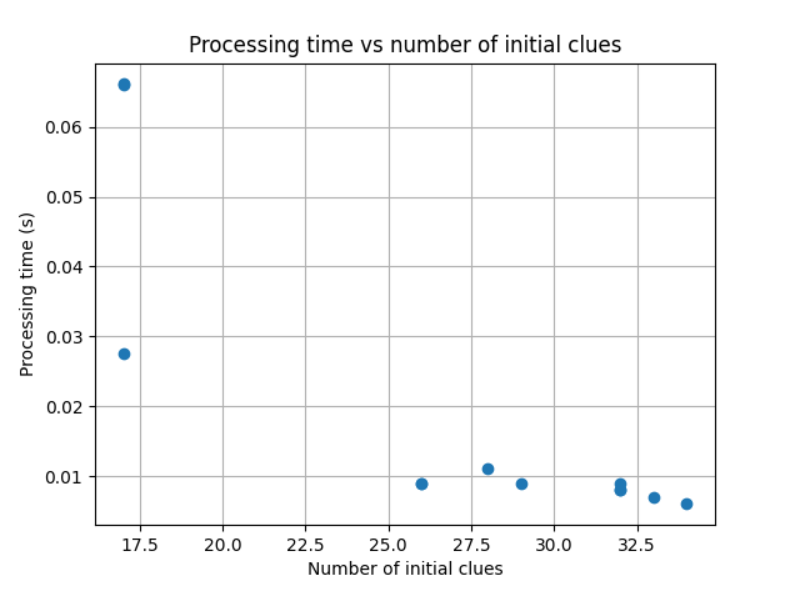 Processing time vs number of initial clues
0.06
0.05
0.04
0.03
0.02
0.01
Processing time (s)
17.5 20.0 22.5 25.0 27.5 30.0 32.5
Number of initial clues